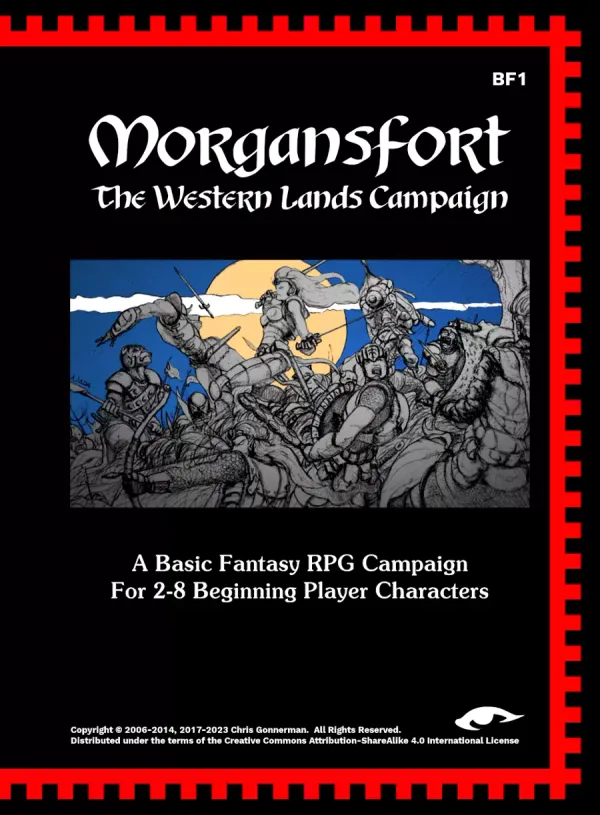 BF1
Morgansfort
The Western Lands Campaign
A Basic Fantasy RPG Campaign
For 2-8 Beginning Player Characters
Copyright © 2006-2014, 2017-2023 Chris Gonnerman. All Rights Reserved.
Distributed under the terms of the Creative Commons Attribution-ShareAlike 4.0 International License